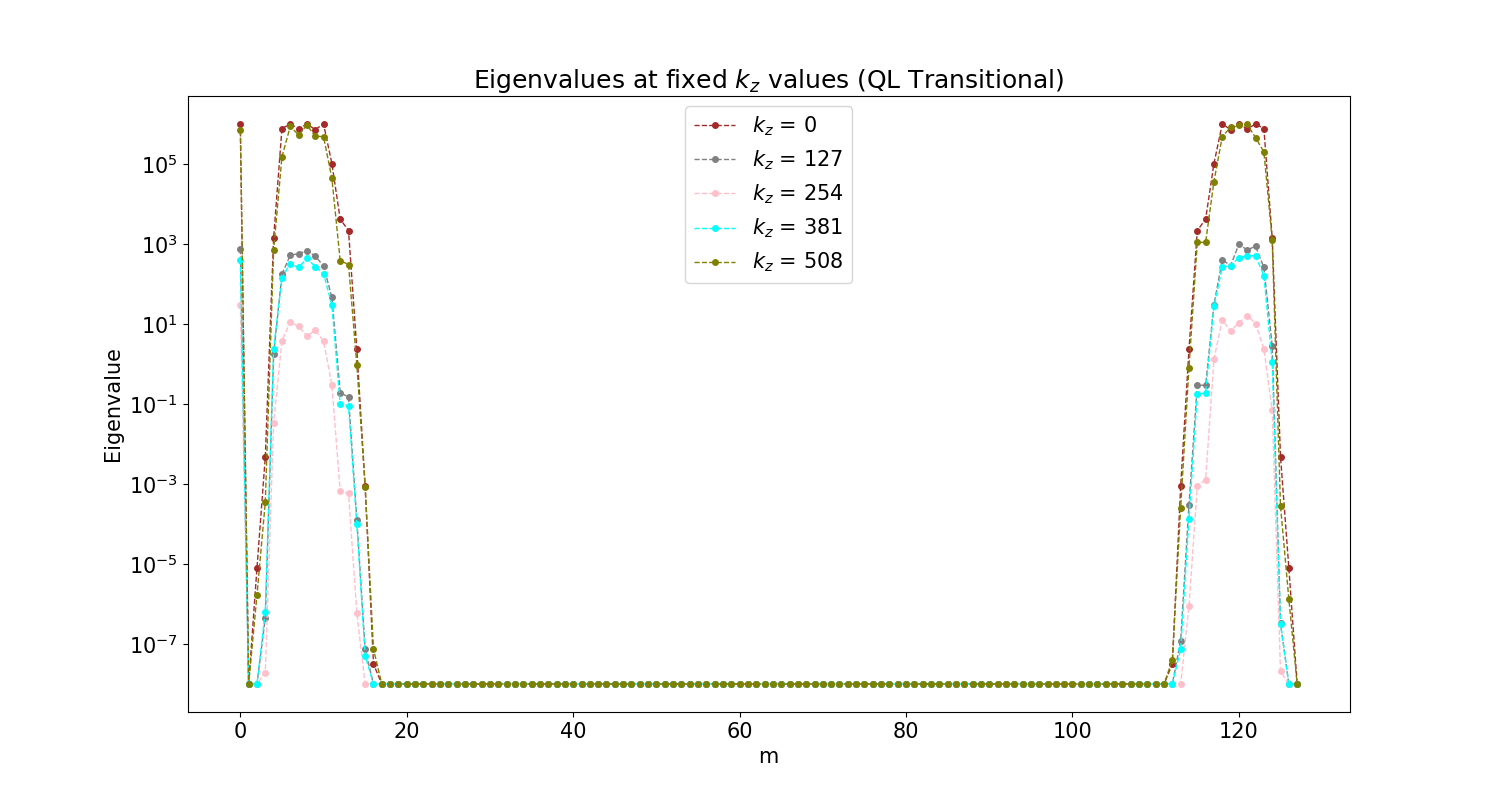 Eigenvalues at fixed $k_z$ values (QL Transitional)
$k_z$ = 0
$k_z$ = 127
$k_z$ = 254
$k_z$ = 381
$k_z$ = 508
Eigenvalue
$10^5$
$10^3$
$10^1$
$10^{-1}$
$10^{-3}$
$10^{-5}$
$10^{-7}$
0 20 40 60 80 100 120
m